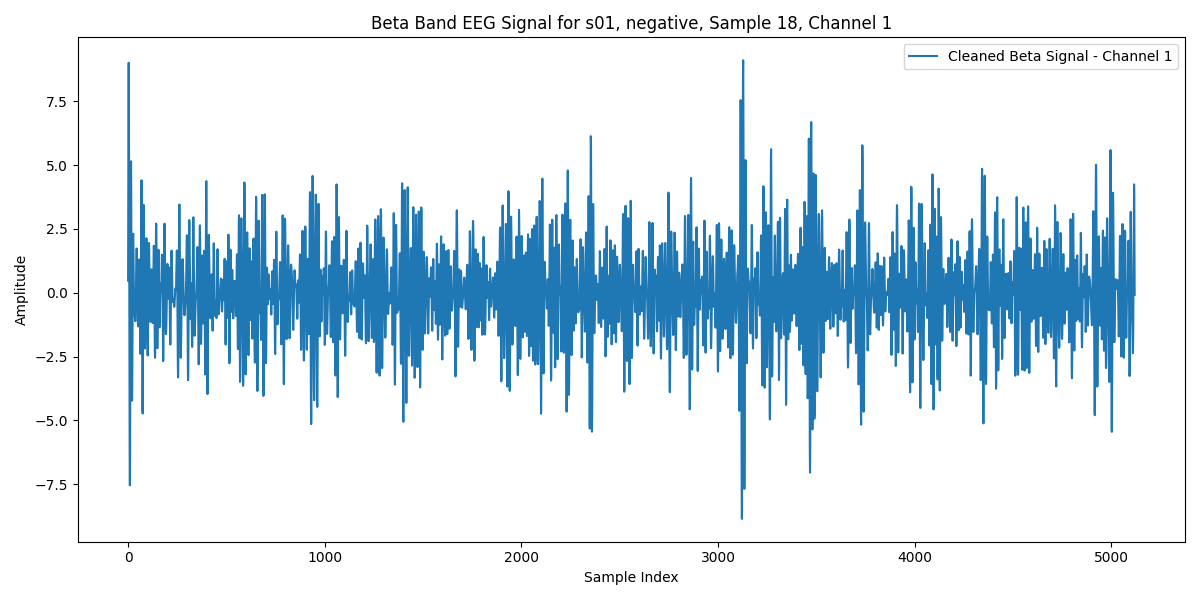 Beta Band EEG Signal for s01, negative, Sample 18, Channel 1
Cleaned Beta Signal - Channel 1
7.5
5.0
2.5
0.0
−2.5
−5.0
−7.5
Amplitude
0 1000 2000 3000 4000 5000
Sample Index